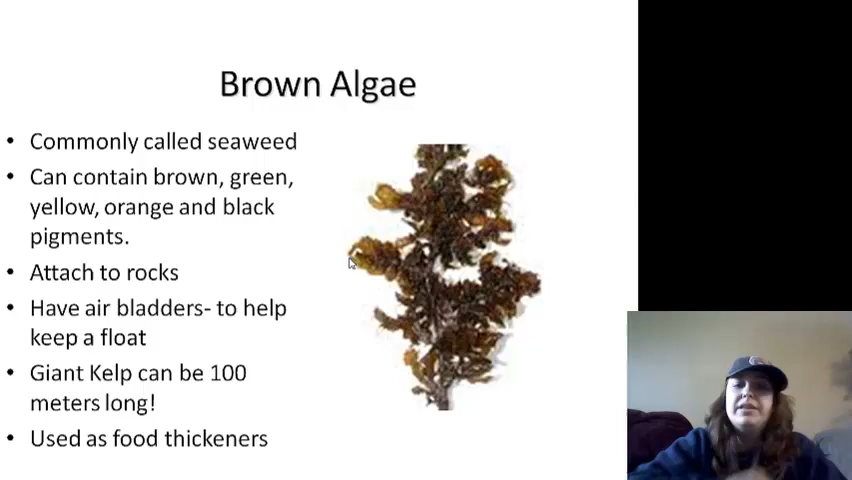 Brown Algae
• Commonly called seaweed
• Can contain brown, green,
yellow, orange and black
pigments.
• Attach to rocks
• Have air bladders- to help
keep a float
• Giant Kelp can be 100
meters long!
• Used as food thickeners